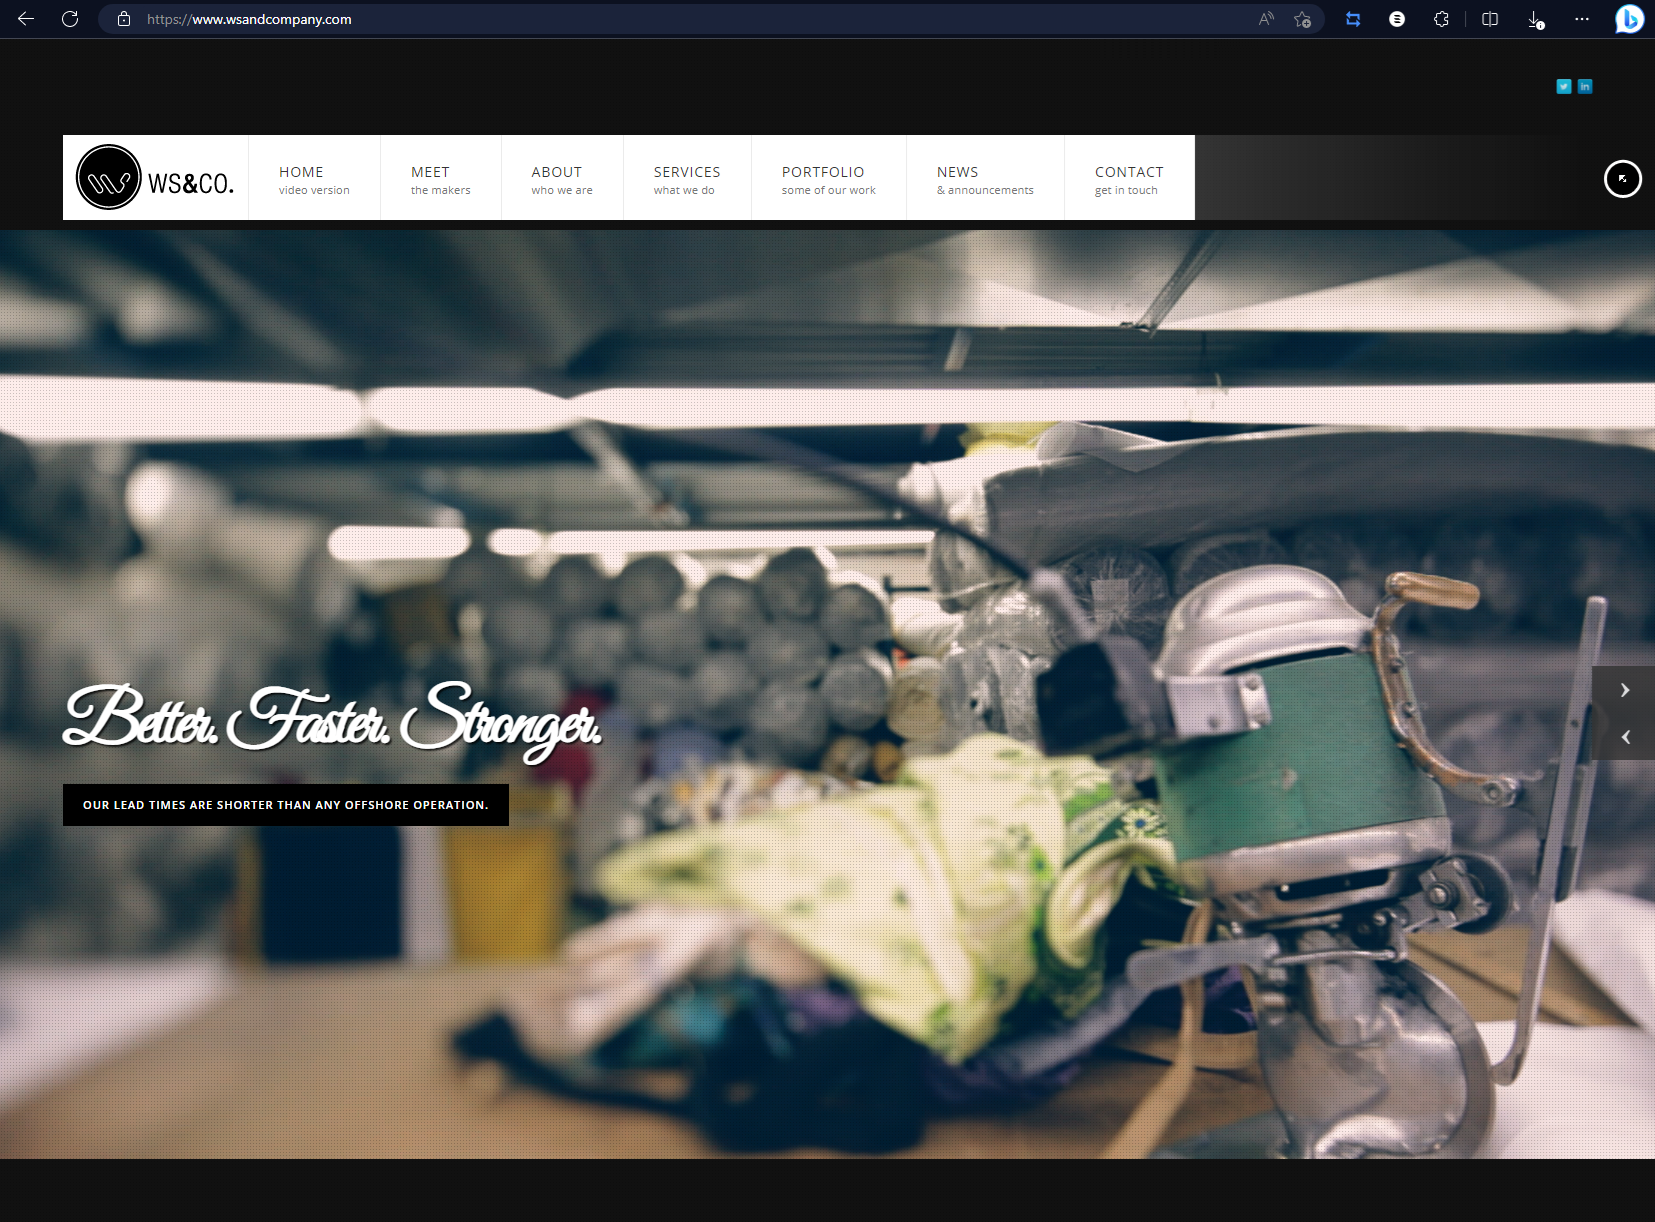 https://www.wsandcompany.com
WS&CO.
HOME
video version
MEET
the makers
ABOUT
who we are
SERVICES
what we do
PORTFOLIO
some of our work
NEWS
& announcements
CONTACT
get in touch
Better. Faster. Stronger.
OUR LEAD TIMES ARE SHORTER THAN ANY OFFSHORE OPERATION.